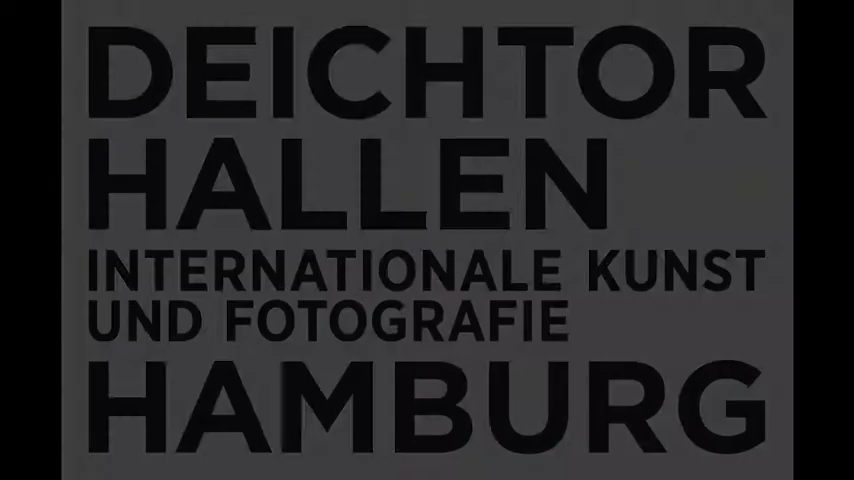 DEICHTOR
HALLEN
INTERNATIONALE KUNST
UND FOTOGRAFIE
HAMBURG